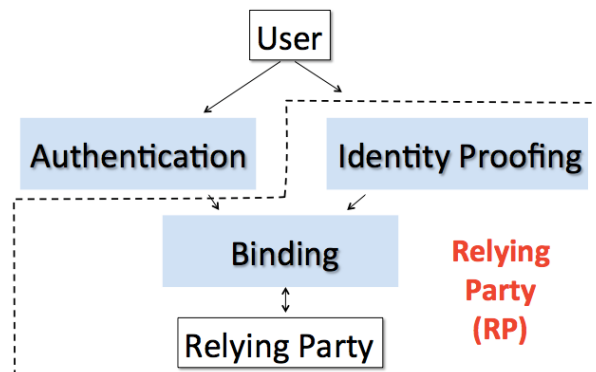 User
Authentication
Identity Proofing
Binding
Relying
Party
(RP)
Relying Party